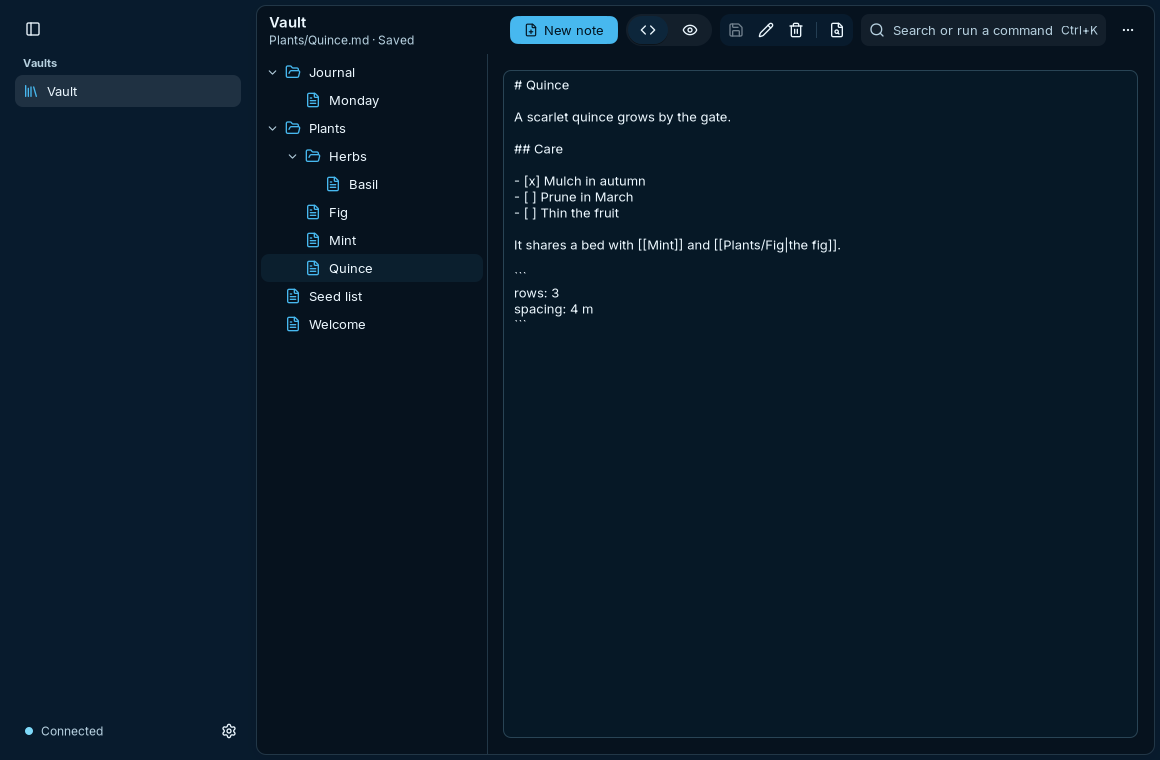 Vaults
Vault
Connected
Vault
Plants/Quince.md · Saved
New note
Search or run a command Ctrl+K
Journal
Monday
Plants
Herbs
Basil
Fig
Mint
Quince
Seed list
Welcome
# Quince
A scarlet quince grows by the gate.
## Care
- [x] Mulch in autumn
- [ ] Prune in March
- [ ] Thin the fruit
It shares a bed with [[Mint]] and [[Plants/Fig|the fig]].
```
rows: 3
spacing: 4 m
```